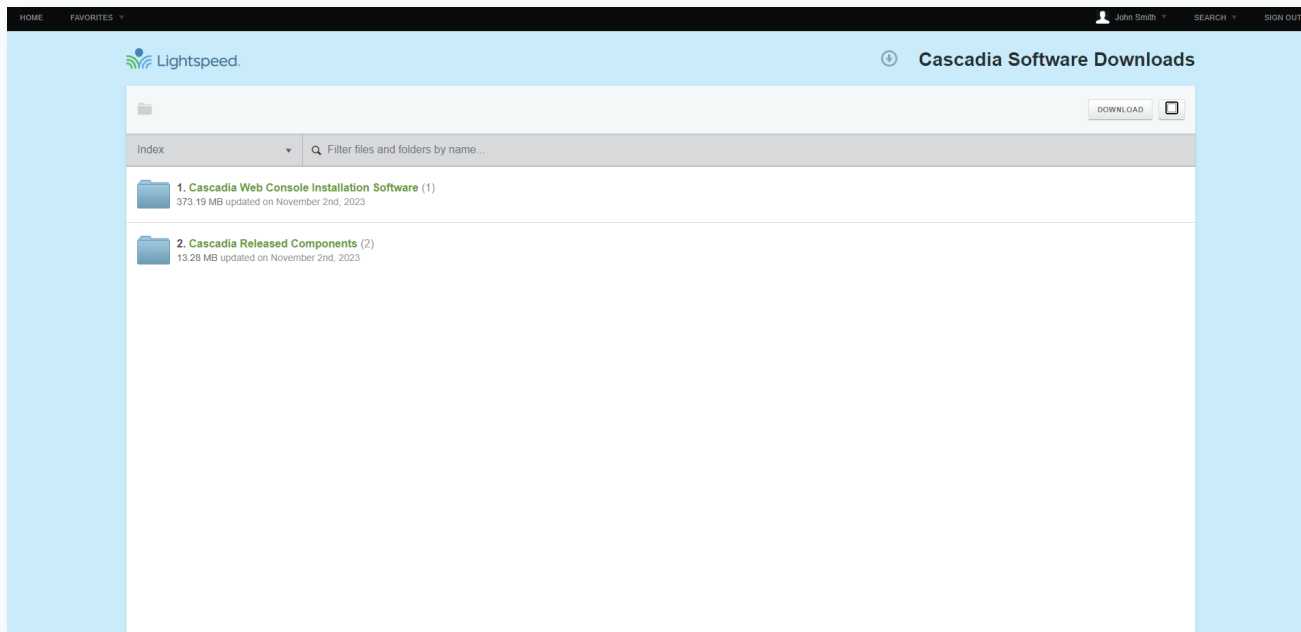 HOME FAVORITES John Smith SEARCH SIGN OUT
Lightspeed. Cascadia Software Downloads
DOWNLOAD
Index Filter files and folders by name...
1. Cascadia Web Console Installation Software (1)
373.19 MB updated on November 2nd, 2023
2. Cascadia Released Components (2)
13.28 MB updated on November 2nd, 2023